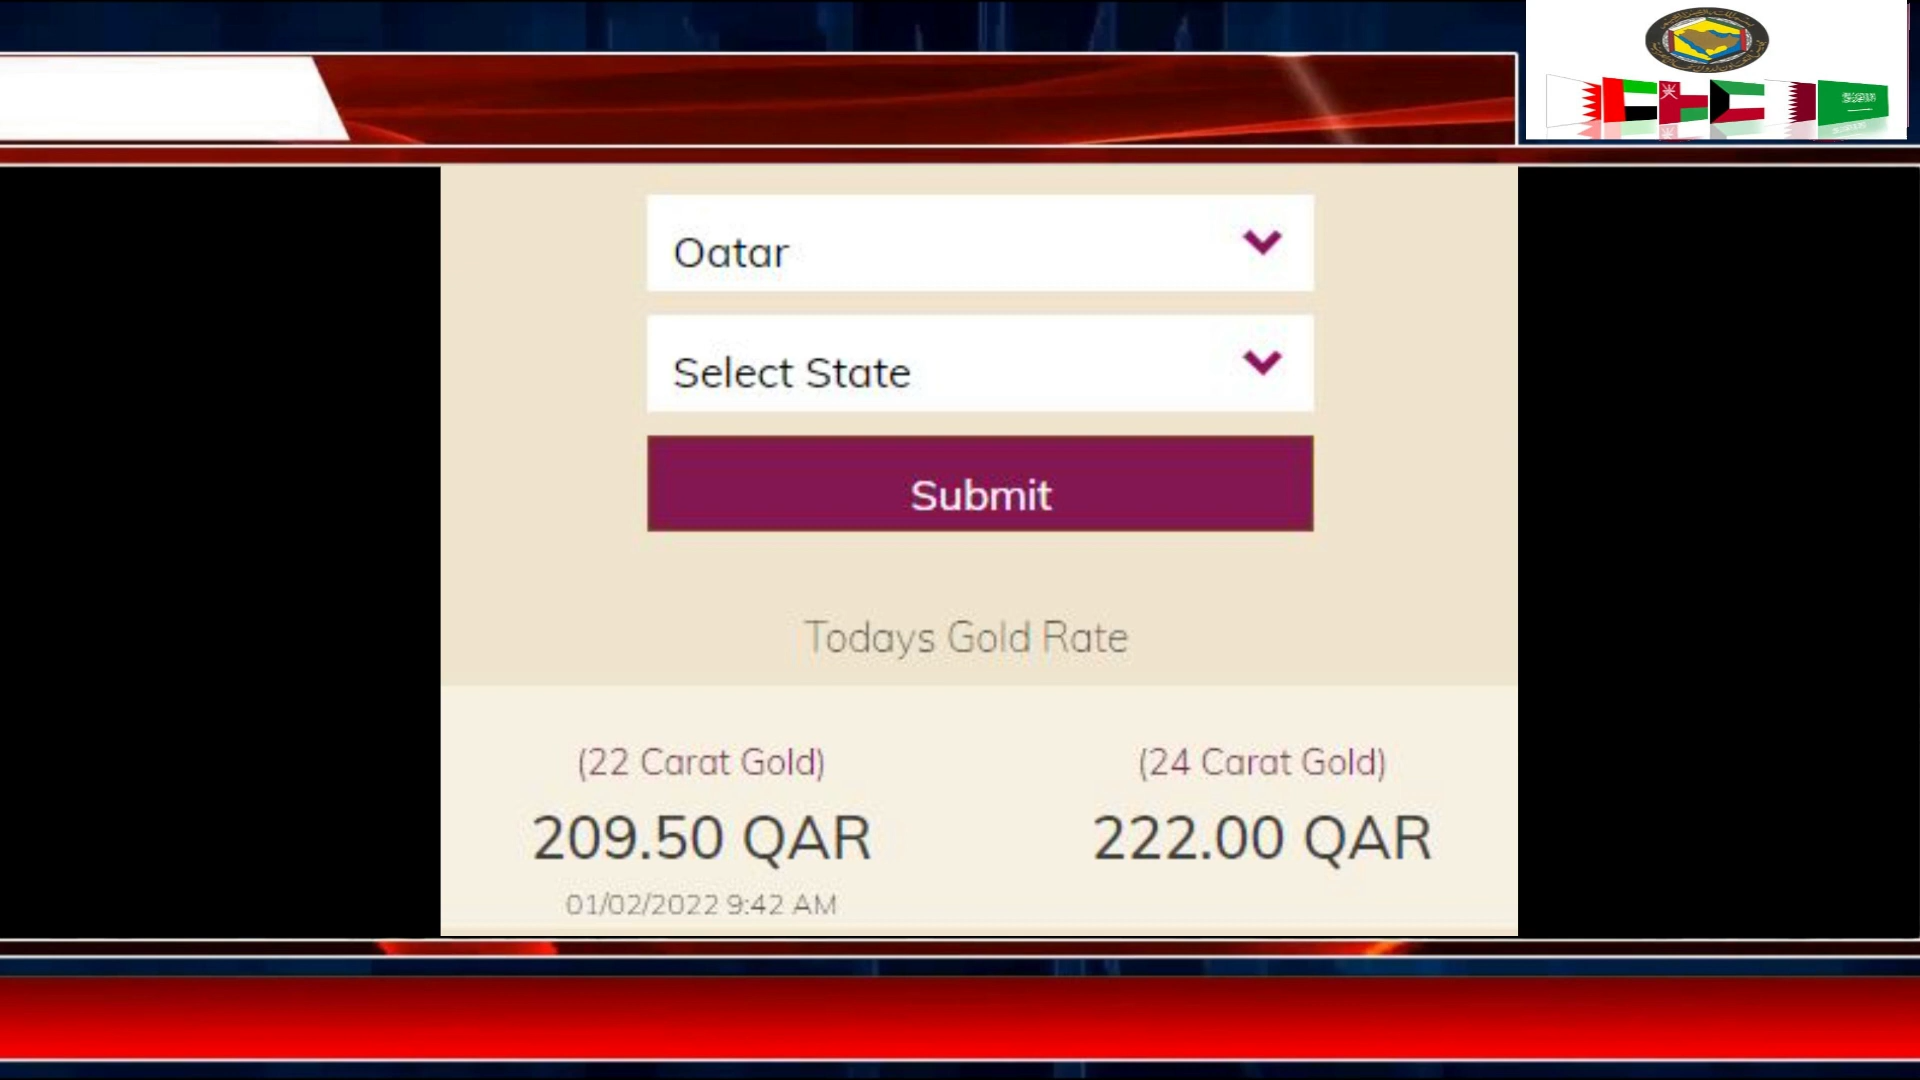 Qatar
Select State
Submit
Todays Gold Rate
(22 Carat Gold)
(24 Carat Gold)
209.50 QAR
222.00 QAR
01/02/2022 9:42 AM